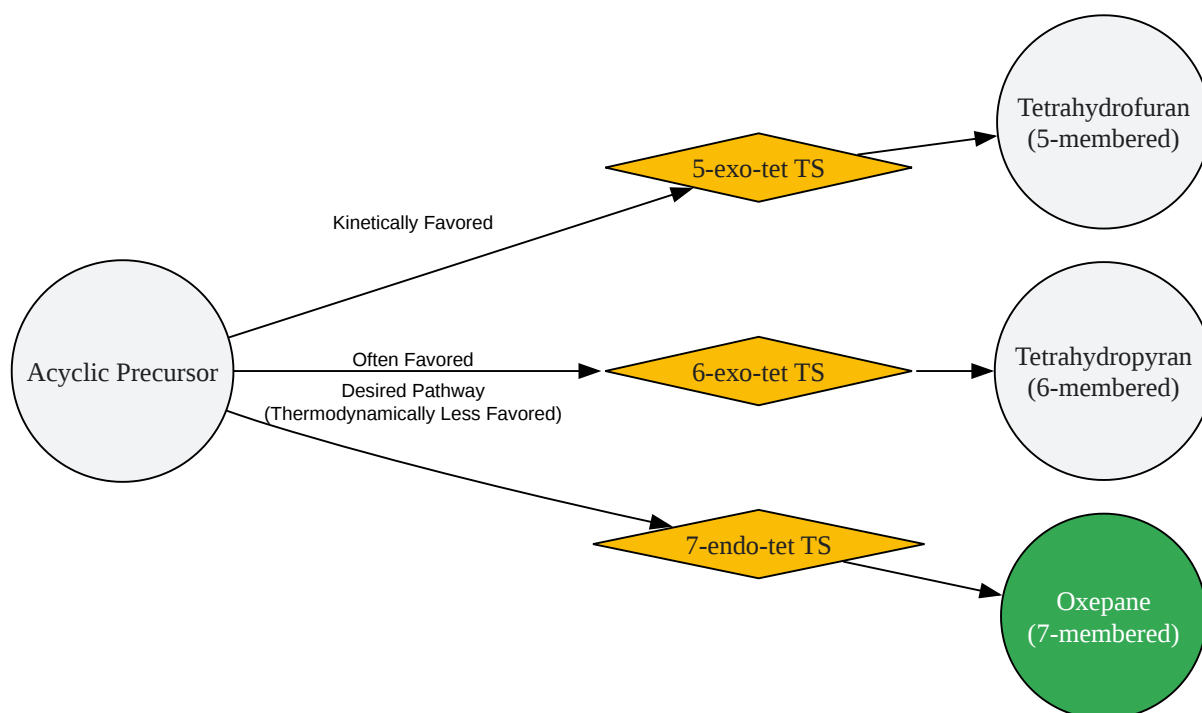 Tetrahydrofuran
(5-membered)
5-exo-tet TS
Kinetically Favored
Acyclic Precursor
Often Favored
6-exo-tet TS
Tetrahydropyran
(6-membered)
Desired Pathway
(Thermodynamically Less Favored)
7-endo-tet TS
Oxepane
(7-membered)